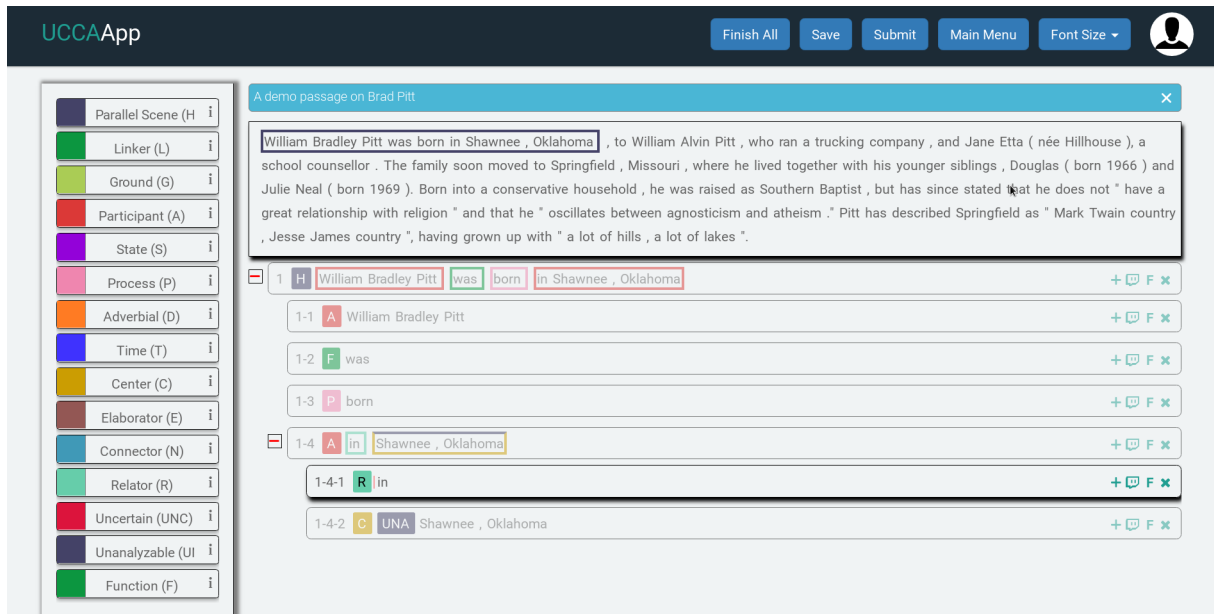 UCCAApp
Finish All
Save
Submit
Main Menu
Font Size
Parallel Scene (H i
Linker (L) i
Ground (G) i
Participant (A) i
State (S) i
Process (P) i
Adverbial (D) i
Time (T) i
Center (C) i
Elaborator (E) i
Connector (N) i
Relator (R) i
Uncertain (UNC) i
Unanalyzable (UI i
Function (F) i
A demo passage on Brad Pitt ×
William Bradley Pitt was born in Shawnee , Oklahoma , to William Alvin Pitt , who ran a trucking company , and Jane Etta ( née Hillhouse ), a
school counsellor . The family soon moved to Springfield , Missouri , where he lived together with his younger siblings , Douglas ( born 1966 ) and
Julie Neal ( born 1969 ). Born into a conservative household , he was raised as Southern Baptist , but has since stated that he does not " have a
great relationship with religion " and that he " oscillates between agnosticism and atheism ." Pitt has described Springfield as " Mark Twain country
, Jesse James country ", having grown up with " a lot of hills , a lot of lakes ".
1 H William Bradley Pitt was born in Shawnee , Oklahoma + F ×
1-1 A William Bradley Pitt + F ×
1-2 F was + F ×
1-3 P born + F ×
1-4 A in Shawnee , Oklahoma + F ×
1-4-1 R in + F ×
1-4-2 C UNA Shawnee , Oklahoma + F ×